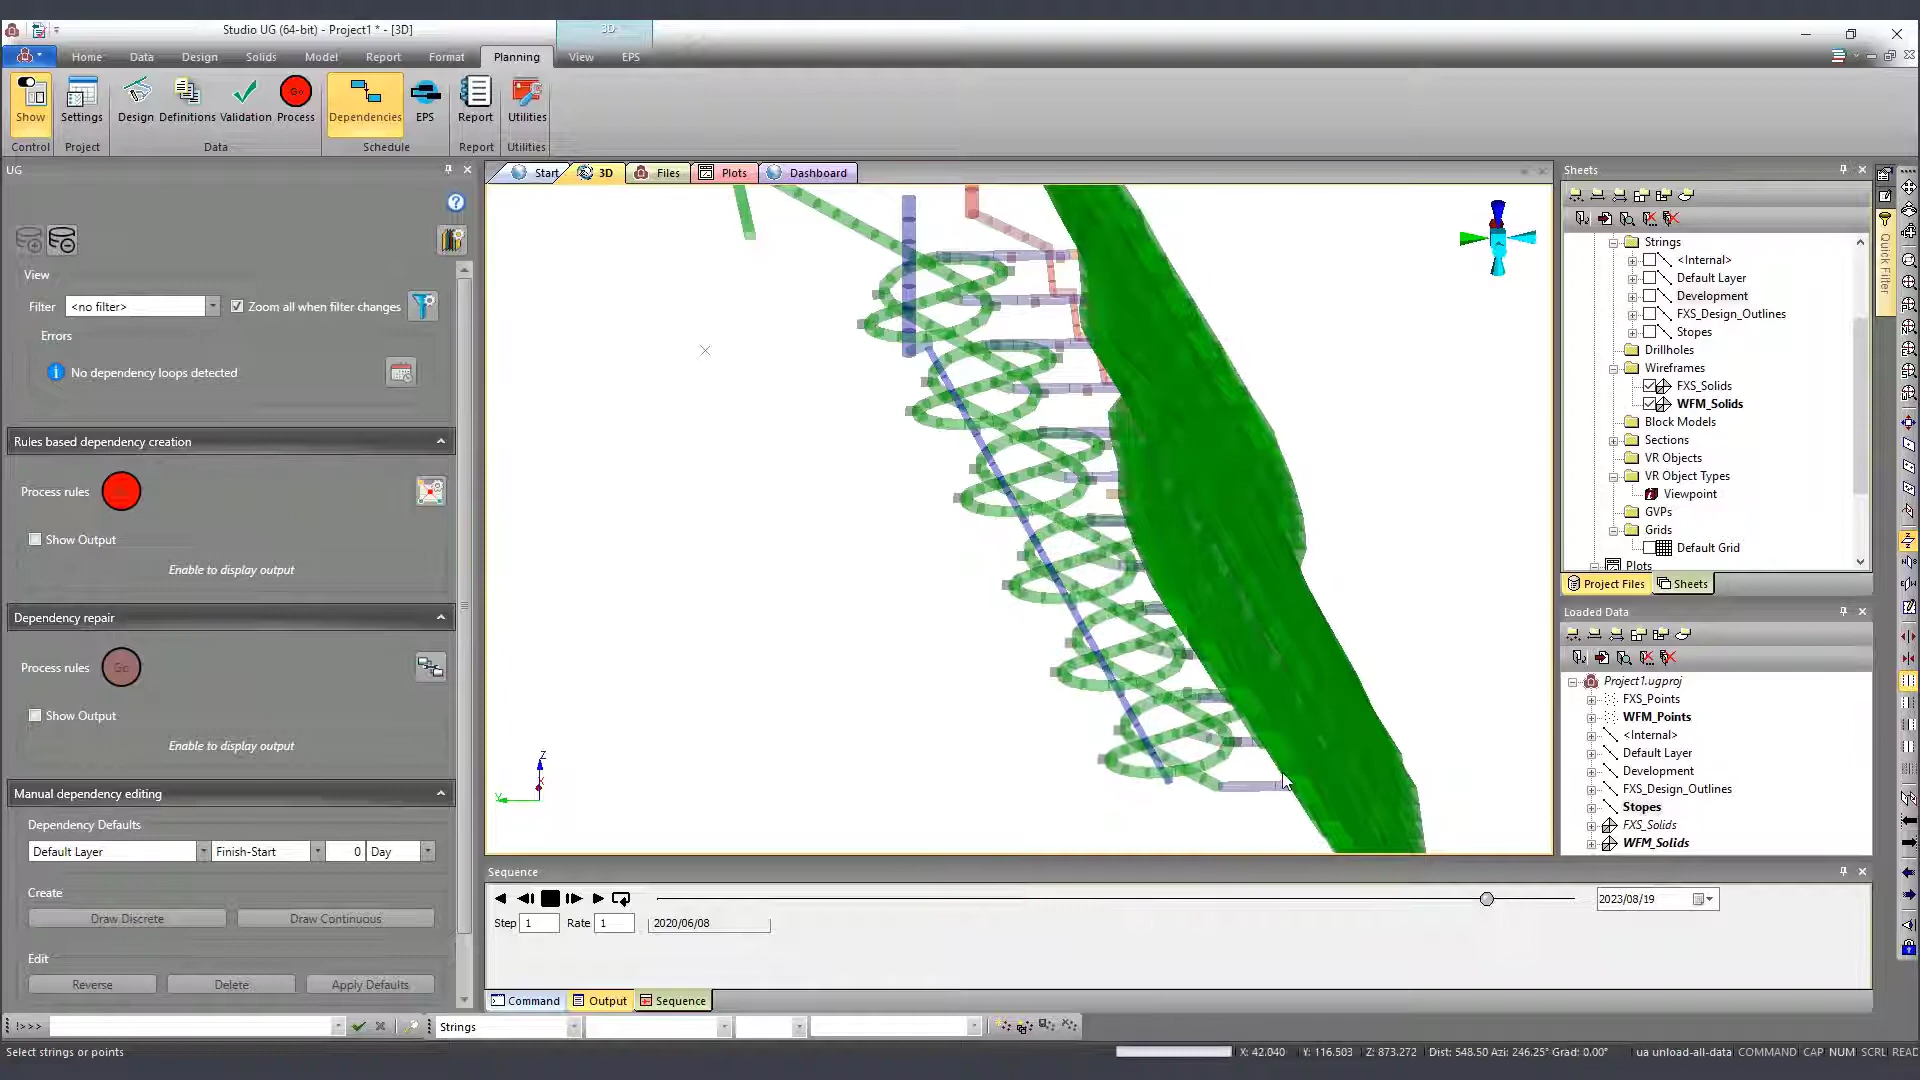 Studio UG (64-bit) - Project1 * - [3D]
3D
Home Data Design Solids Model Report Format Planning View EPS
Show Settings Design Definitions Validation Go Process Dependencies EPS Report Utilities
Control Project Data Schedule Report Utilities
UG
Start 3D Files Plots Dashboard
View
Filter <no filter> Zoom all when filter changes
Errors
No dependency loops detected
Rules based dependency creation
Process rules
Show Output
Enable to display output
Dependency repair
Process rules Go
Show Output
Enable to display output
Manual dependency editing
Dependency Defaults
Default Layer Finish-Start 0 Day
Create
Draw Discrete Draw Continuous
Edit
Reverse Delete Apply Defaults
Z
X
Y
Sheets
Strings
<Internal>
Default Layer
Development
FXS_Design_Outlines
Stopes
Drillholes
Wireframes
FXS_Solids
WFM_Solids
Block Models
Sections
VR Objects
VR Object Types
Viewpoint
GVPs
Grids
Default Grid
Plots
Project Files Sheets
Quick Filter
Loaded Data
Project1.ugproj
FXS_Points
WFM_Points
<Internal>
Default Layer
Development
FXS_Design_Outlines
Stopes
FXS_Solids
WFM_Solids
Sequence
2023/08/19
Step 1 Rate 1 2020/06/08
Command Output Sequence
!>>> Strings
Select strings or points
X: 42.040 Y: 116.503 Z: 873.272 Dist: 548.50 Azi: 246.25° Grad: 0.00° ua unload-all-data COMMAND CAP NUM SCRL READ